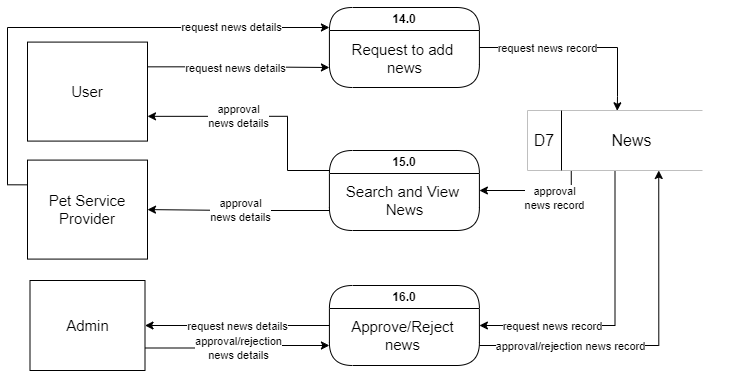 14.0
request news details
Request to add
news
request news record
request news details
User
approval
news details
D7
News
15.0
Search and View
News
Pet Service
Provider
approval
news details
approval
news record
16.0
Approve/Reject
news
Admin
request news details
request news record
approval/rejection
news details
approval/rejection news record